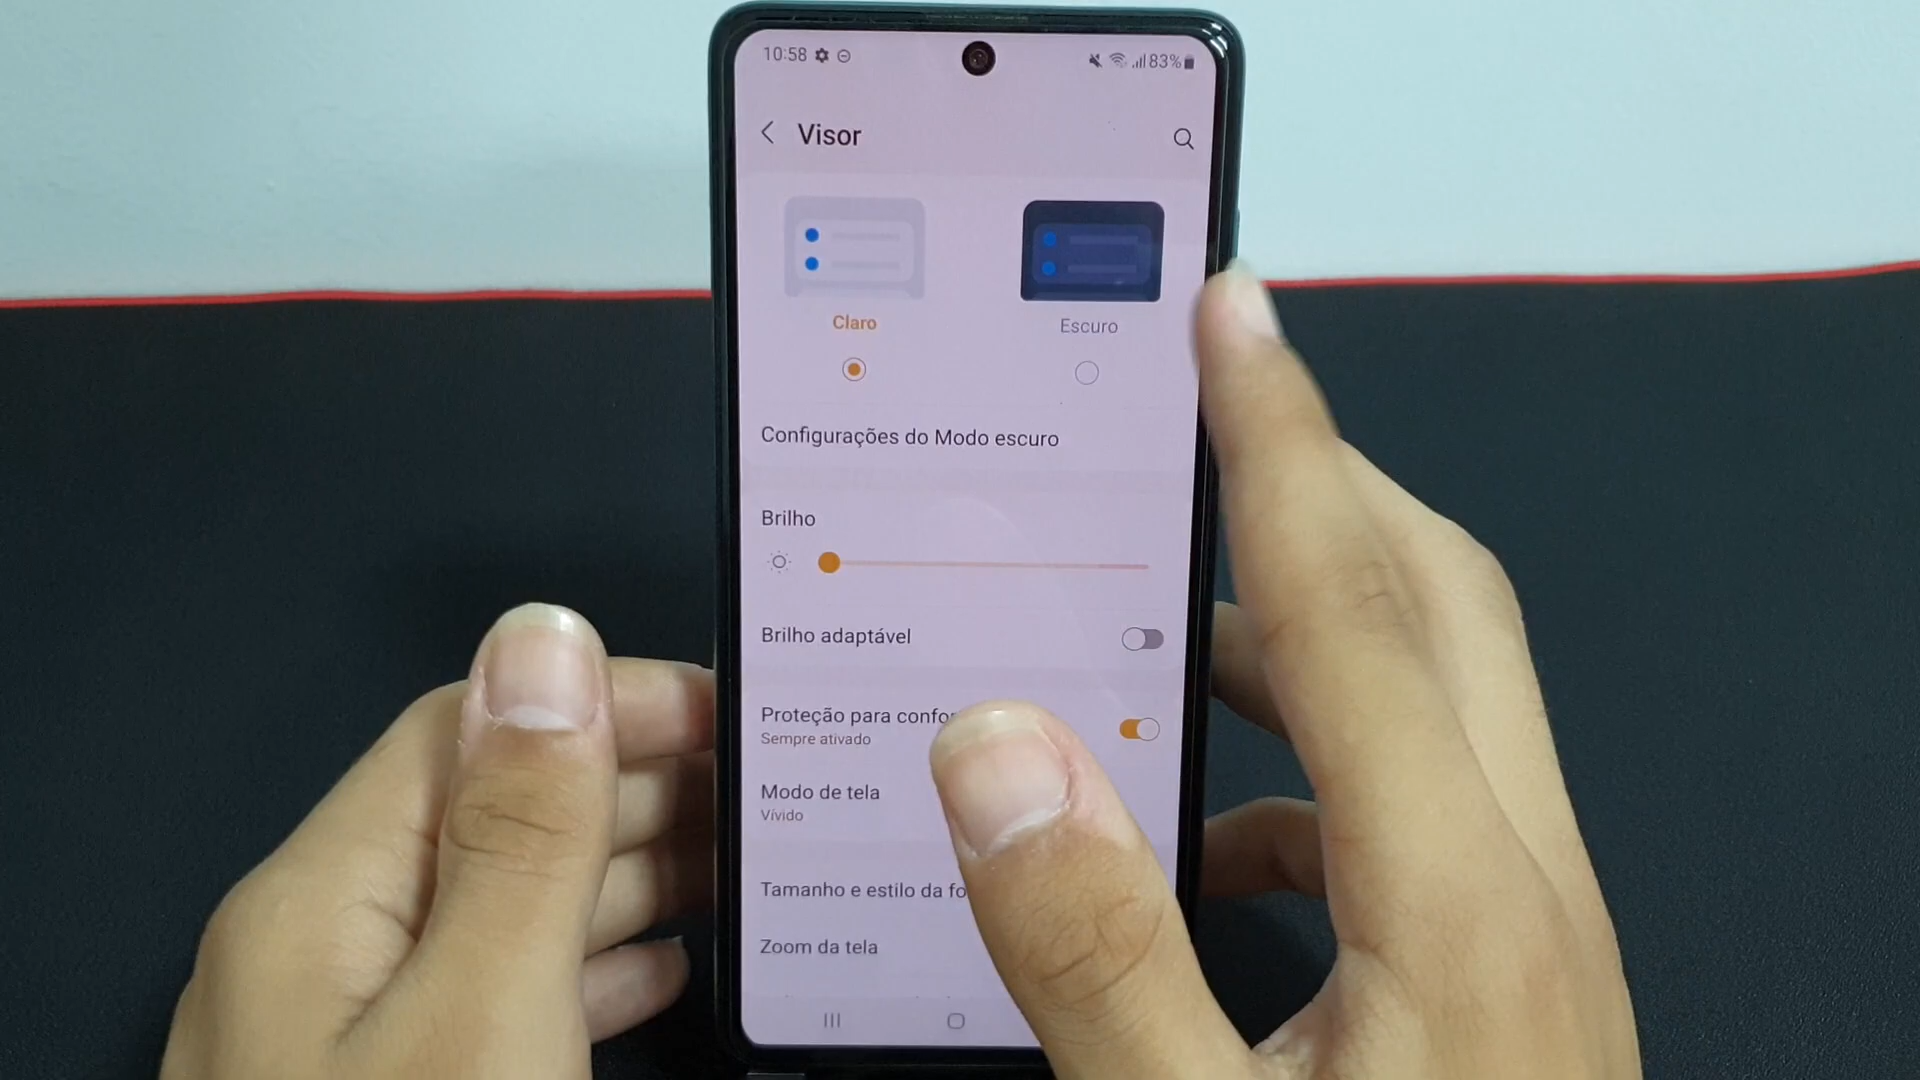 10:58
83%
Visor
Claro
Escuro
Configurações do Modo escuro
Brilho
Brilho adaptável
Proteção para confo
Sempre ativado
Modo de tela
Vívido
Tamanho e estilo da fo
Zoom da tela